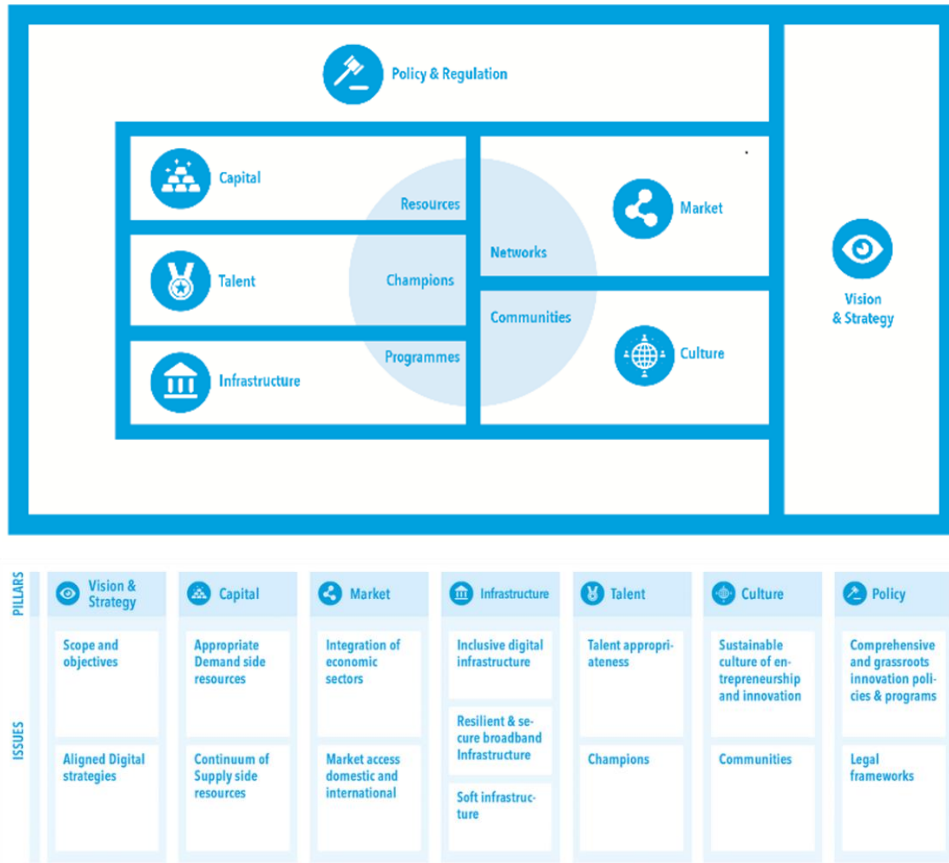 Policy & Regulation
Capital
Resources
Market
Talent
Champions
Networks
Communities
Infrastructure
Programmes
Culture
Vision
& Strategy
PILLARS
Vision &
Strategy
Capital
Market
Infrastructure
Talent
Culture
Policy
ISSUES
Scope and
objectives
Appropriate
Demand side
resources
Integration of
economic
sectors
Inclusive digital
infrastructure
Talent appropri-
ateness
Sustainable
culture of en-
trepreneurship
and innovation
Comprehensive
and grassroots
innovation poli-
cies & programs
Resilient & se-
cure broadband
Infrastructure
Aligned Digital
strategies
Continuum of
Supply side
resources
Market access
domestic and
international
Soft infrastruc-
ture
Champions
Communities
Legal
frameworks